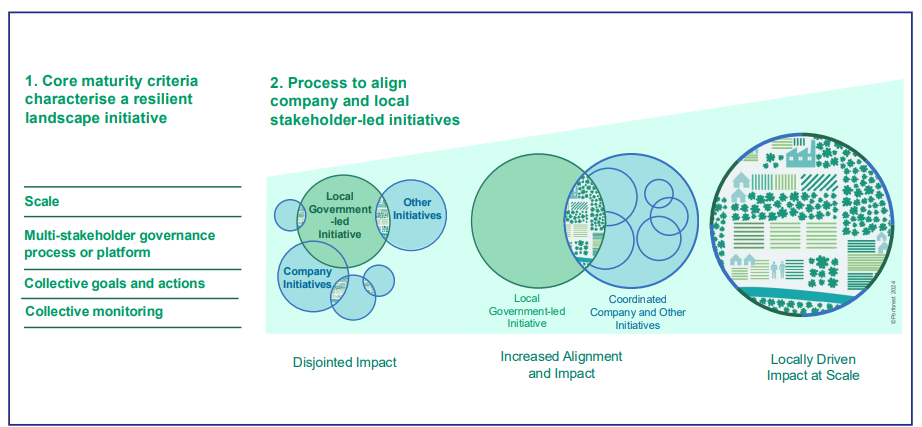 1. Core maturity criteria
characterise a resilient
landscape initiative
Scale
Multi-stakeholder governance
process or platform
Collective goals and actions
Collective monitoring
2. Process to align
company and local
stakeholder-led initiatives
Local
Government
-led
Initiative
Other
Initiatives
Company
Initiatives
Disjointed Impact
Local
Government-led
Initiative
Coordinated
Company and Other
Initiatives
Increased Alignment
and Impact
Locally Driven
Impact at Scale